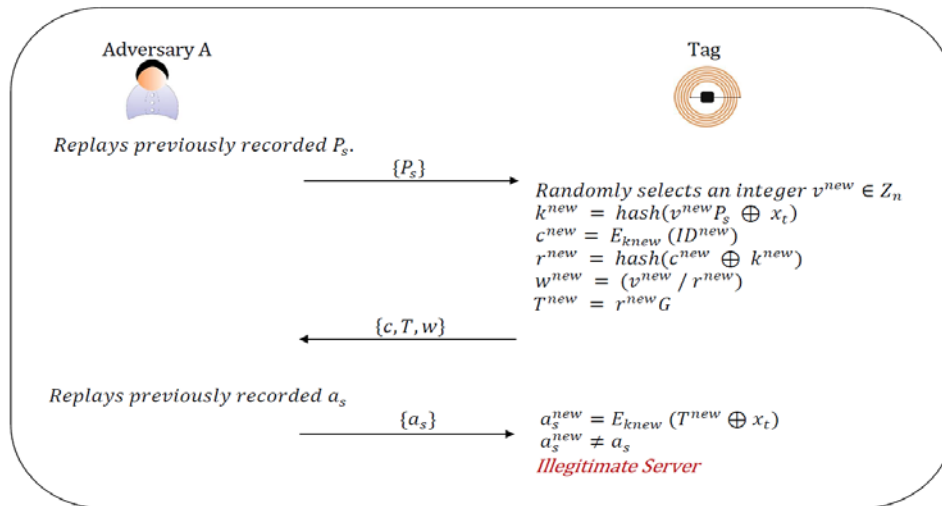 Adversary A
Tag
Replays previously recorded Pₛ.
{Pₛ}
Randomly selects an integer vⁿᵉʷ ∈ Zₙ
kⁿᵉʷ = hash(vⁿᵉʷPₛ ⊕ xₜ)
cⁿᵉʷ = E_knew (IDⁿᵉʷ)
rⁿᵉʷ = hash(cⁿᵉʷ ⊕ kⁿᵉʷ)
wⁿᵉʷ = (vⁿᵉʷ / rⁿᵉʷ)
Tⁿᵉʷ = rⁿᵉʷG
{c, T, w}
Replays previously recorded aₛ
{aₛ}
aₛⁿᵉʷ = E_knew (Tⁿᵉʷ ⊕ xₜ)
aₛⁿᵉʷ ≠ aₛ
Illegitimate Server